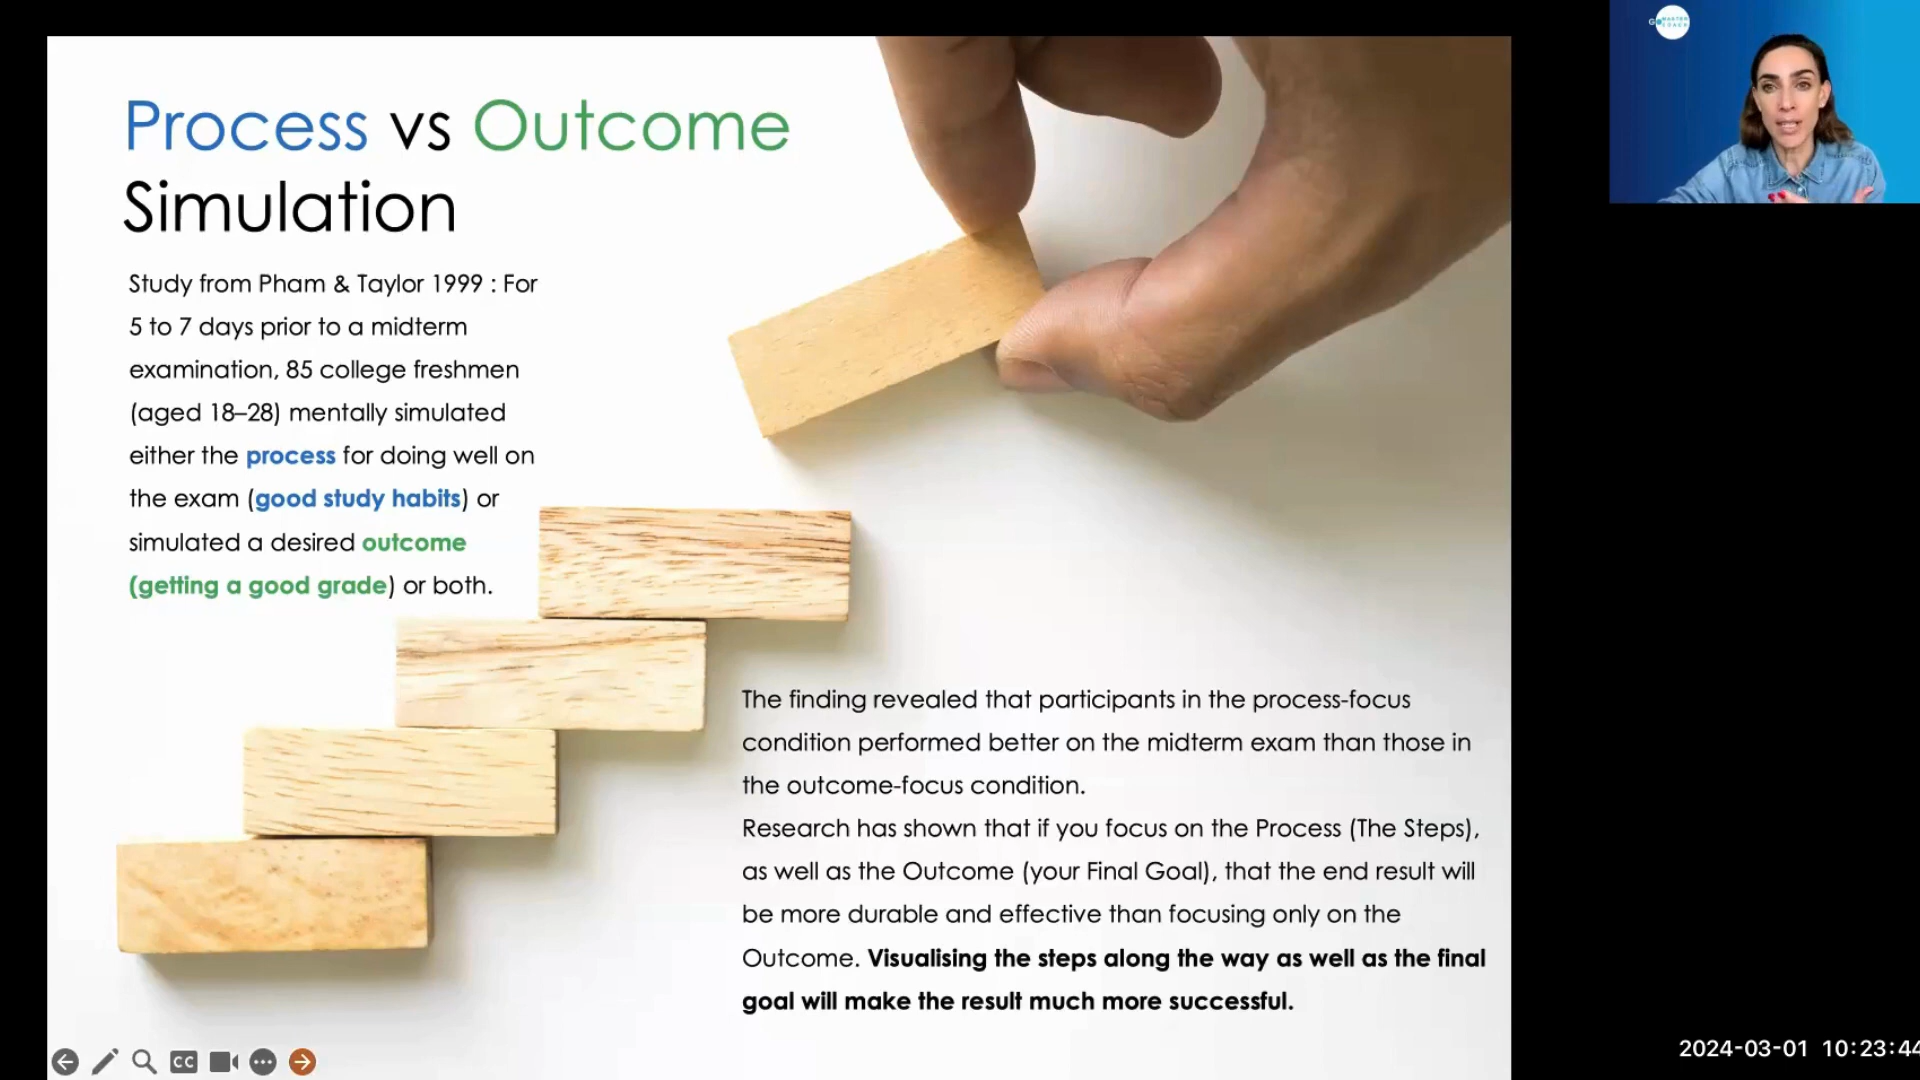 Process vs Outcome
Simulation
Study from Pham & Taylor 1999 : For
5 to 7 days prior to a midterm
examination, 85 college freshmen
(aged 18–28) mentally simulated
either the process for doing well on
the exam (good study habits) or
simulated a desired outcome
(getting a good grade) or both.
The finding revealed that participants in the process-focus
condition performed better on the midterm exam than those in
the outcome-focus condition.
Research has shown that if you focus on the Process (The Steps),
as well as the Outcome (your Final Goal), that the end result will
be more durable and effective than focusing only on the
Outcome. Visualising the steps along the way as well as the final
goal will make the result much more successful.
CC
2024-03-01 10:23:44